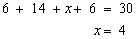 6 + 14 + x + 6 = 30
x = 4